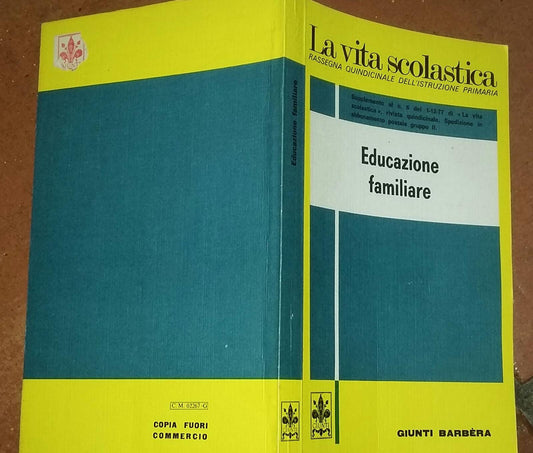 La vita scolastica
RASSEGNA QUINDICINALE DELL'ISTRUZIONE PRIMARIA
Supplemento al n. 6 del 1-12-77 di « La vita
scolastica », rivista quindicinale. Spedizione in
abbonamento postale gruppo II.
Educazione
familiare
GIUNTI BARBÈRA
Educazione familiare
C. M. 02267-G
COPIA FUORI
COMMERCIO